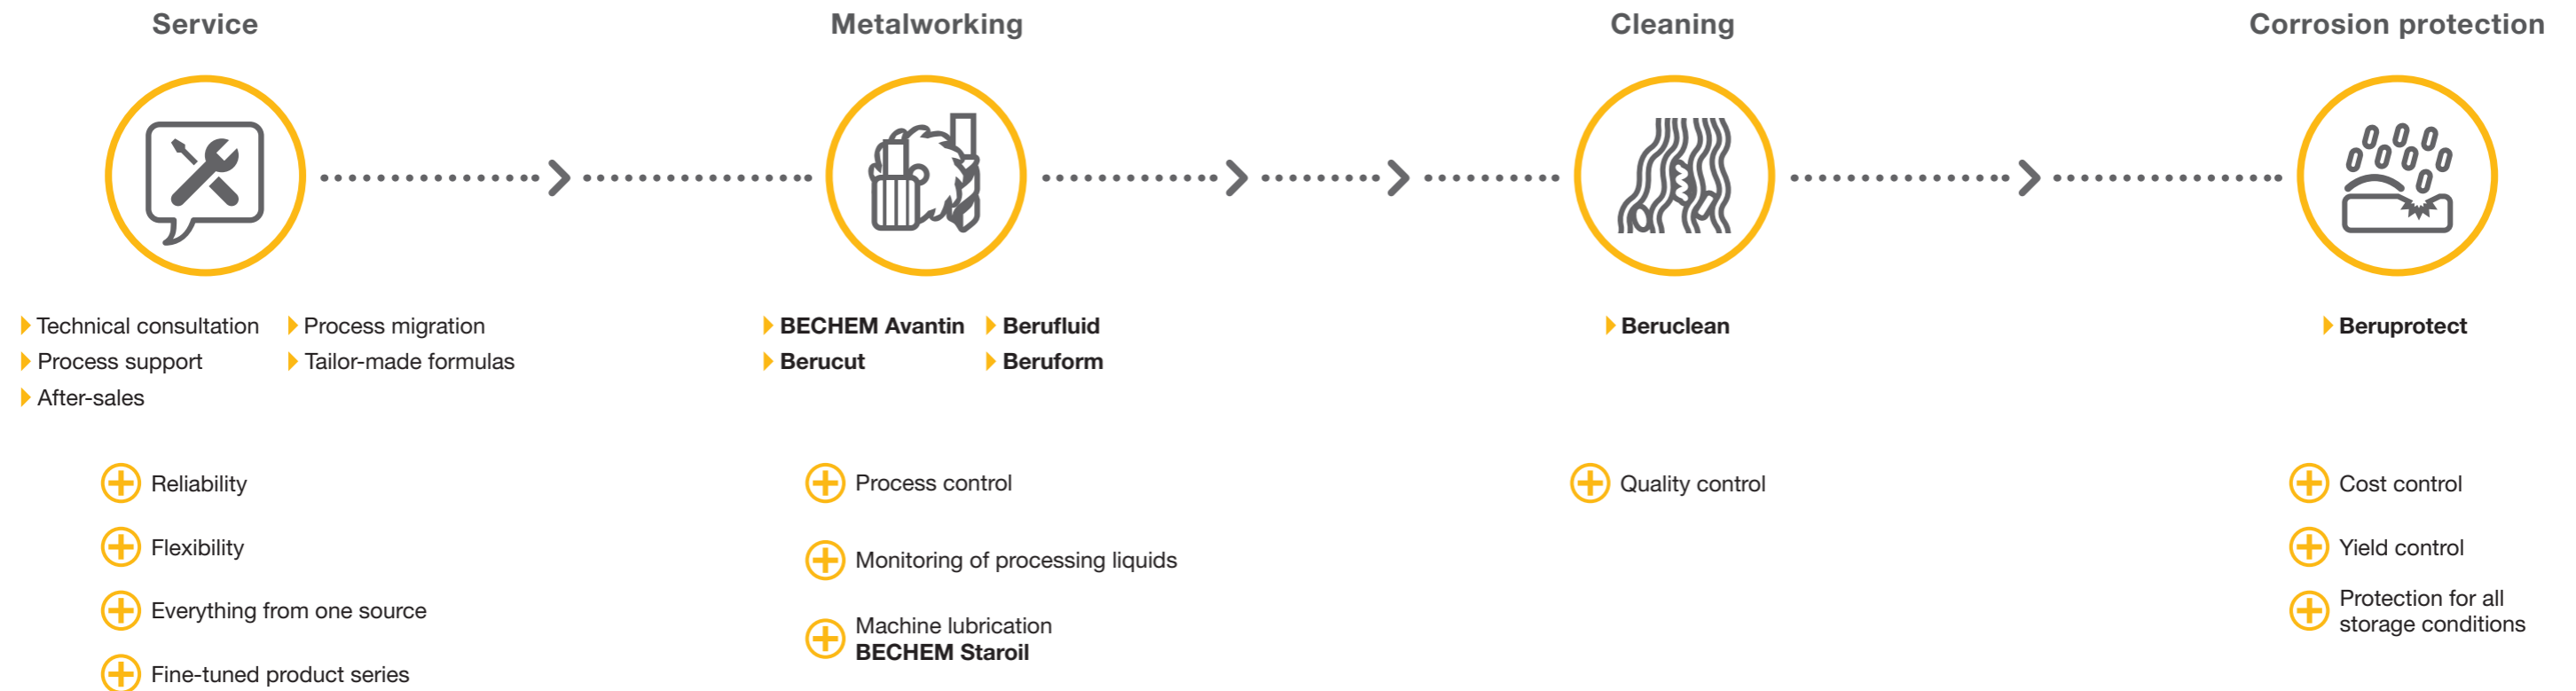 Service
Technical consultation
Process support
After-sales
Process migration
Tailor-made formulas
Reliability
Flexibility
Everything from one source
Fine-tuned product series
Metalworking
BECHEM Avantin
Berucut
Berufluid
Beruform
Process control
Monitoring of processing liquids
Machine lubrication
BECHEM Staroil
Cleaning
Beruclean
Quality control
Corrosion protection
Beruprotect
Cost control
Yield control
Protection for all
storage conditions